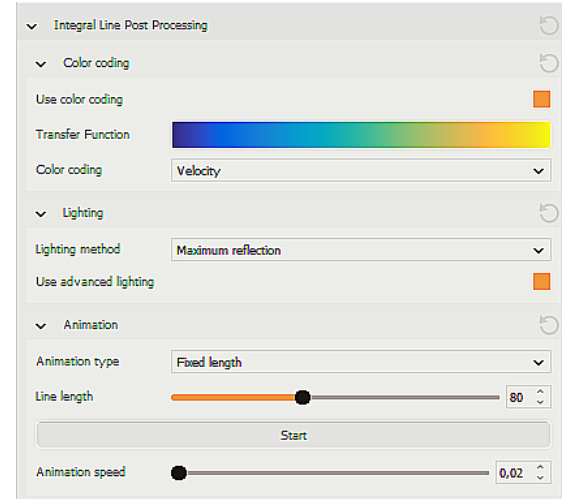 Integral Line Post Processing
Color coding
Use color coding
Transfer Function
Color coding Velocity
Lighting
Lighting method Maximum reflection
Use advanced lighting
Animation
Animation type Fixed length
Line length 80
Start
Animation speed 0,02